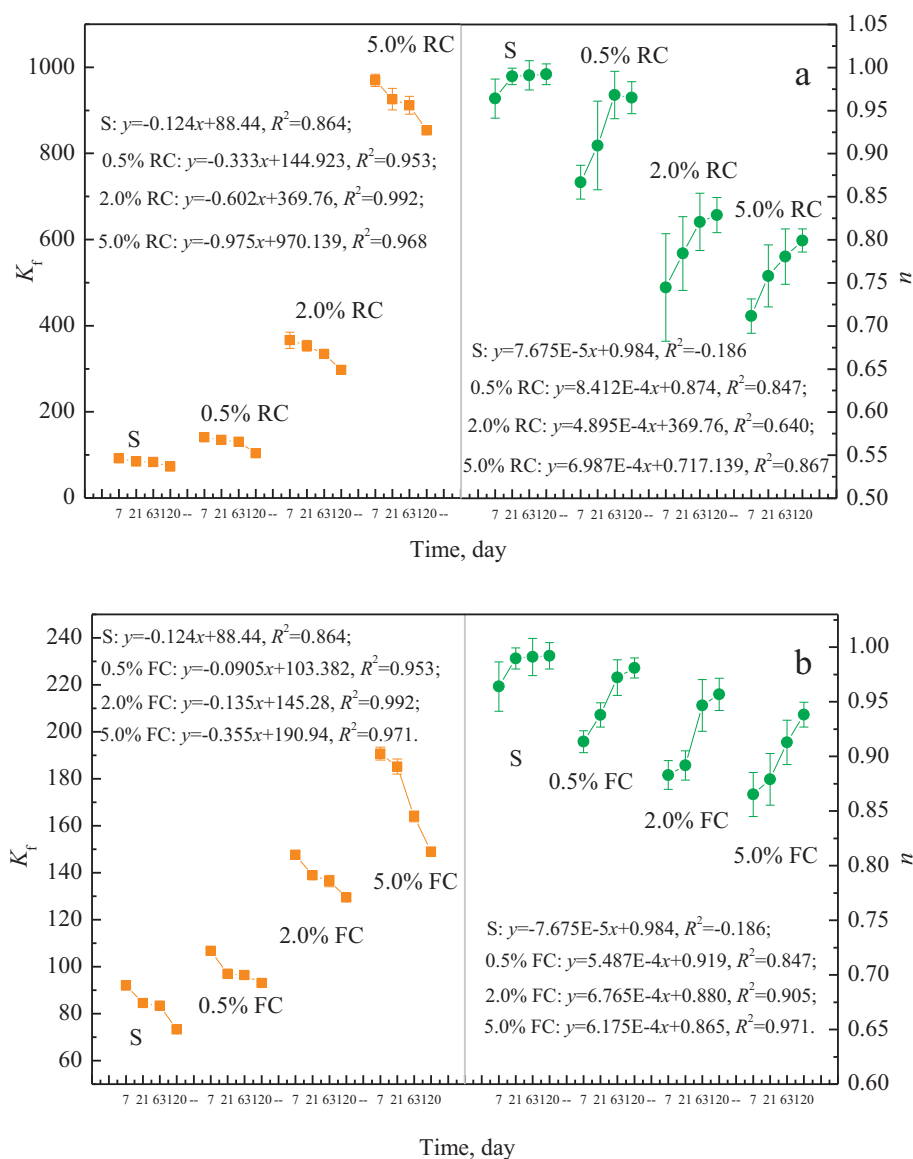 5.0% RC
S
0.5% RC
a
1000
800
600
400
200
0
K_f
S: y=-0.124x+88.44, R²=0.864;
0.5% RC: y=-0.333x+144.923, R²=0.953;
2.0% RC: y=-0.602x+369.76, R²=0.992;
5.0% RC: y=-0.975x+970.139, R²=0.968
2.0% RC
0.5% RC
S
2.0% RC
5.0% RC
S: y=7.675E-5x+0.984, R²=-0.186
0.5% RC: y=8.412E-4x+0.874, R²=0.847;
2.0% RC: y=4.895E-4x+369.76, R²=0.640;
5.0% RC: y=6.987E-4x+0.717.139, R²=0.867
1.05
1.00
0.95
0.90
0.85
0.80
0.75
0.70
0.65
0.60
0.55
0.50
n
7 21 63120 -- 7 21 63120 -- 7 21 63120 -- 7 21 63120 -- 7 21 63120 -- 7 21 63120 -- 7 21 63120 -- 7 21 63120
Time, day
240
220
200
180
160
140
120
100
80
60
K_f
S: y=-0.124x+88.44, R²=0.864;
0.5% FC: y=-0.0905x+103.382, R²=0.953;
2.0% FC: y=-0.135x+145.28, R²=0.992;
5.0% FC: y=-0.355x+190.94, R²=0.971.
5.0% FC
2.0% FC
0.5% FC
S
b
S
0.5% FC
2.0% FC
5.0% FC
S: y=-7.675E-5x+0.984, R²=-0.186;
0.5% FC: y=5.487E-4x+0.919, R²=0.847;
2.0% FC: y=6.765E-4x+0.880, R²=0.905;
5.0% FC: y=6.175E-4x+0.865, R²=0.971.
1.00
0.95
0.90
0.85
0.80
0.75
0.70
0.65
0.60
n
7 21 63120 -- 7 21 63120 -- 7 21 63120 -- 7 21 63120 -- 7 21 63120 -- 7 21 63120 -- 7 21 63120 -- 7 21 63120
Time, day